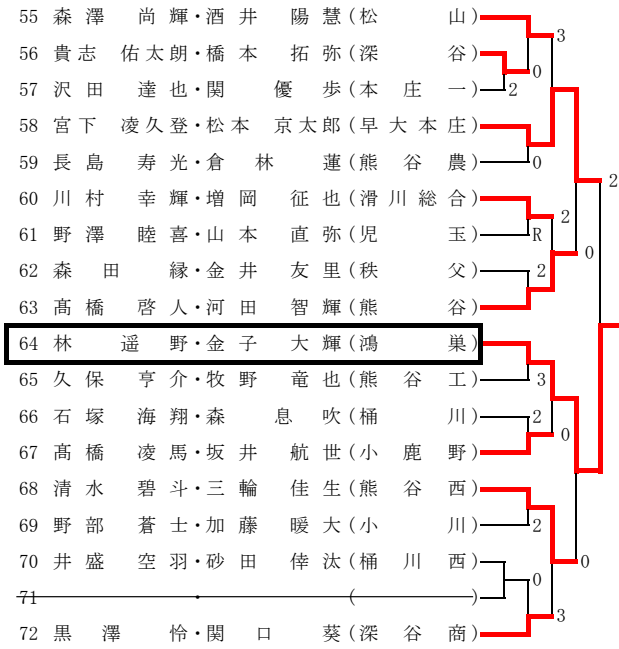 55 森澤 尚輝・酒井 陽慧(松 山) 3
56 貴志 佑太朗・橋本 拓弥(深 谷) 0
57 沢田 達也・関 優歩(本庄一) 2
58 宮下 凌久登・松本 京太郎(早大本庄)
59 長島 寿光・倉林 蓮(熊谷農) 0
2
60 川村 幸輝・増岡 征也(滑川総合) 2
61 野澤 睦喜・山本 直弥(児 玉) R
0
62 森田 縁・金井 友里(秩 父) 2
63 髙橋 啓人・河田 智輝(熊 谷)
64 林 遥野・金子 大輝(鴻 巣)
65 久保 亨介・牧野 竜也(熊谷工) 3
66 石塚 海翔・森 息吹(桶 川) 2
0
67 髙橋 凌馬・坂井 航世(小鹿野)
68 清水 碧斗・三輪 佳生(熊谷西)
69 野部 蒼士・加藤 暖大(小 川) 2
70 井盛 空羽・砂田 倖汰(桶川西) 0
0
71 ・ ( )
3
72 黒澤 怜・関口 葵(深谷商)